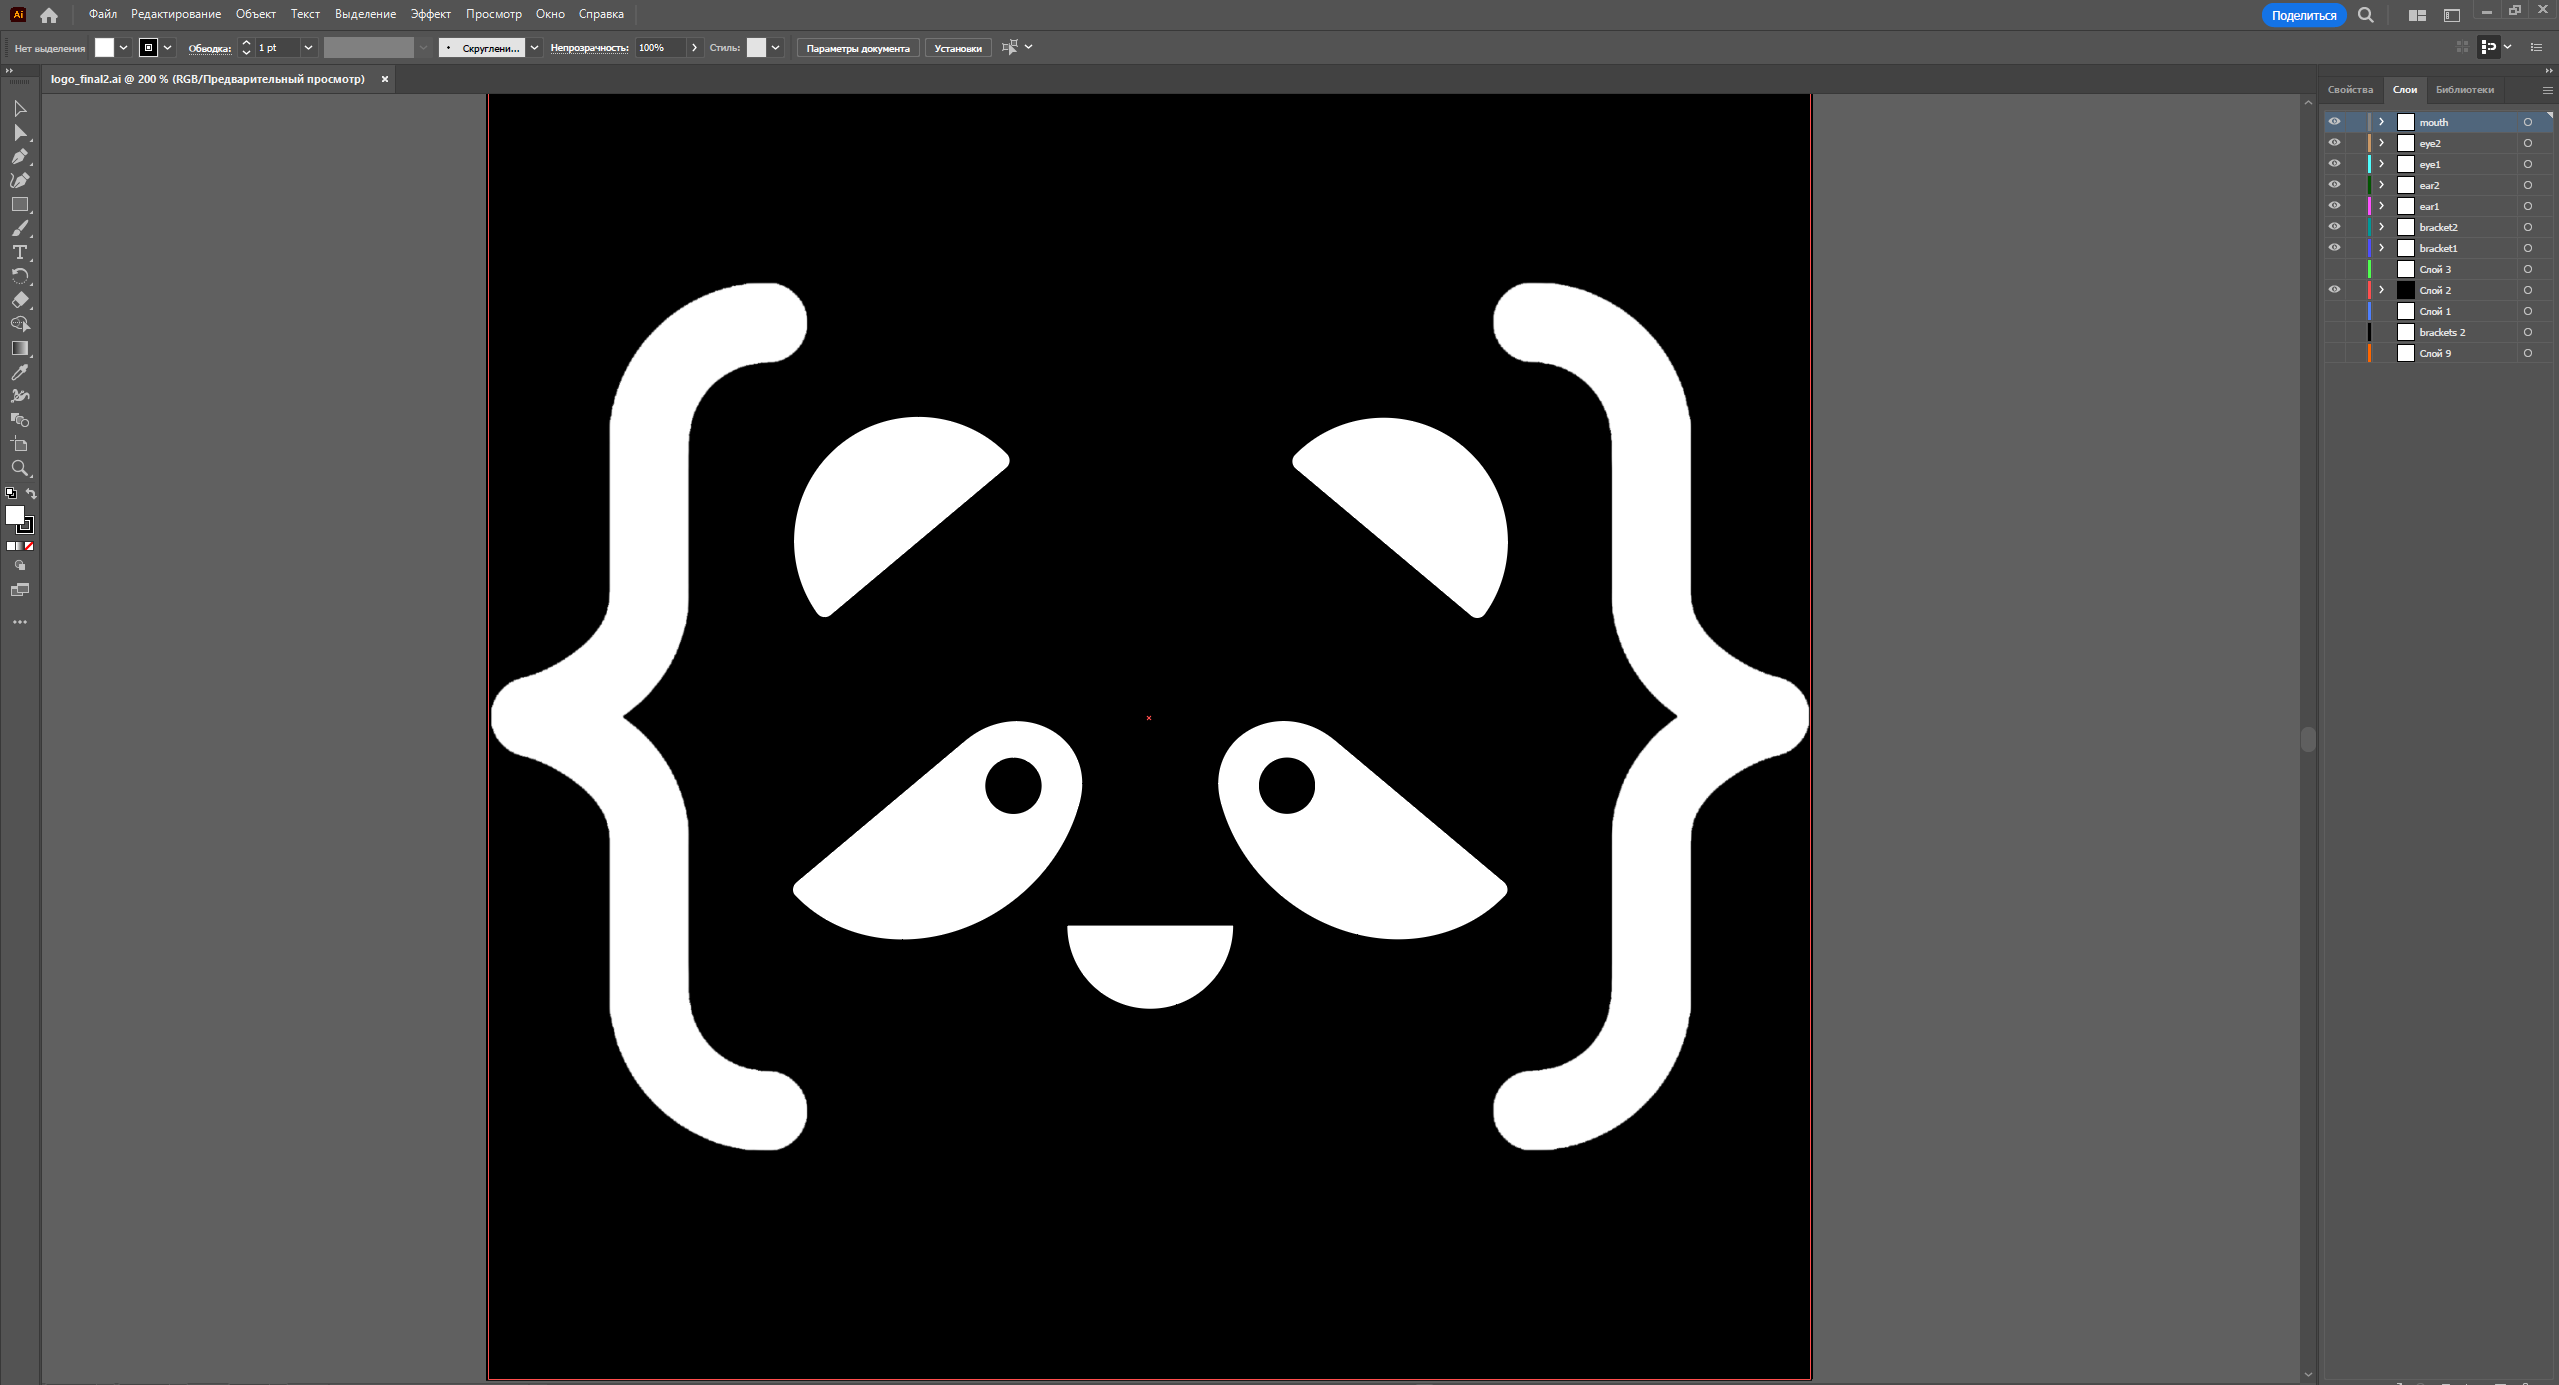 Ai Файл Редактирование Объект Текст Выделение Эффект Просмотр Окно Справка Поделиться
Нет выделения Обводка: 1 pt Скруглени... Непрозрачность: 100% Стиль: Параметры документа Установки
logo_final2.ai @ 200 % (RGB/Предварительный просмотр)
Свойства Слои Библиотеки
mouth
eye2
eye1
ear2
ear1
bracket2
bracket1
Слой 3
Слой 2
Слой 1
brackets 2
Слой 9